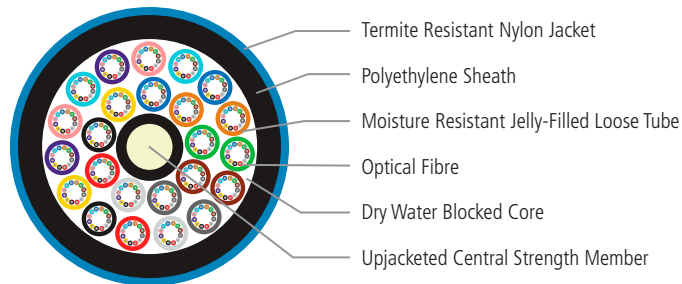 Termite Resistant Nylon Jacket
Polyethylene Sheath
Moisture Resistant Jelly-Filled Loose Tube
Optical Fibre
Dry Water Blocked Core
Upjacketed Central Strength Member